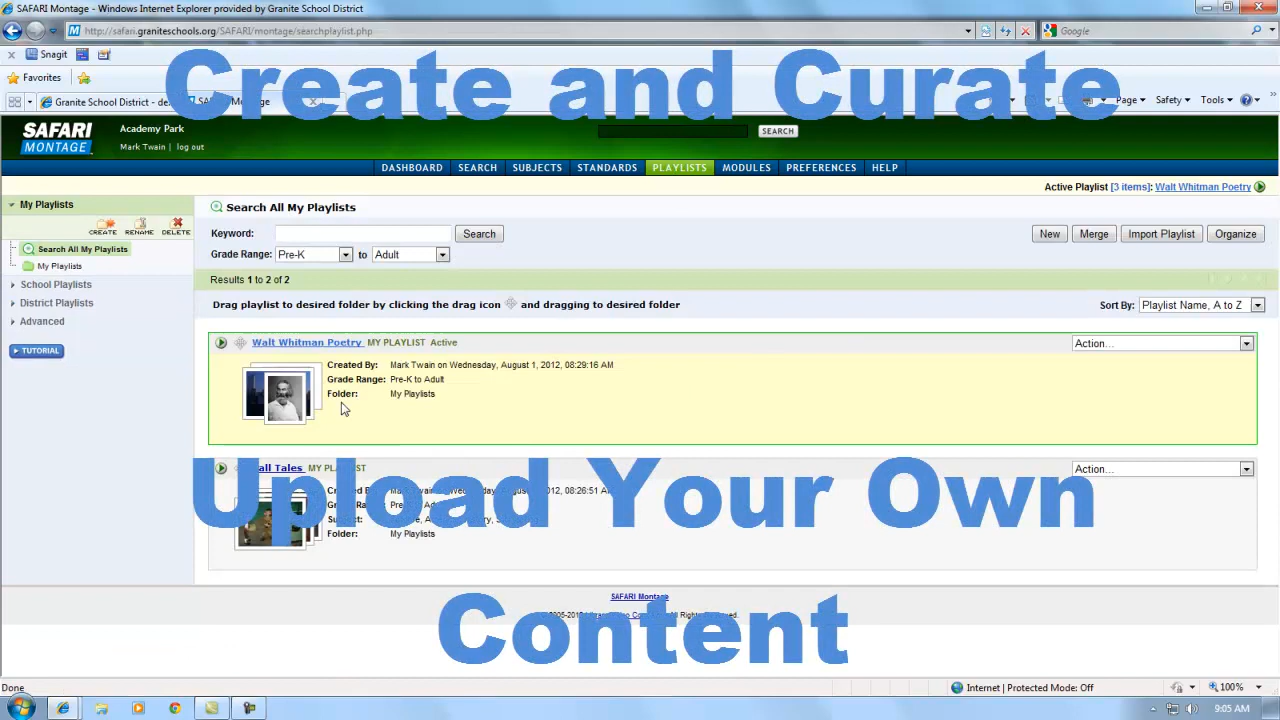 SAFARI Montage - Windows Internet Explorer provided by Granite School District
http://safari.graniteschools.org/SAFARI/montage/searchplaylist.php
Google
Snagit
Favorites
Create and Curate
Granite School District - de
Page
Safety
Tools
SAFARI
MONTAGE
Academy Park
Mark Twain | log out
SEARCH
DASHBOARD SEARCH SUBJECTS STANDARDS PLAYLISTS MODULES PREFERENCES HELP
Active Playlist [3 items]: Walt Whitman Poetry
My Playlists
CREATE RENAME DELETE
Search All My Playlists
My Playlists
School Playlists
District Playlists
Advanced
TUTORIAL
Search All My Playlists
Keyword: Search
New Merge Import Playlist Organize
Grade Range: Pre-K to Adult
Results 1 to 2 of 2
Drag playlist to desired folder by clicking the drag icon and dragging to desired folder
Sort By: Playlist Name, A to Z
Walt Whitman Poetry MY PLAYLIST Active
Action...
Created By: Mark Twain on Wednesday, August 1, 2012, 08:29:16 AM
Grade Range: Pre-K to Adult
Folder: My Playlists
Tales MY PLAYLIST
Action...
Upload Your Own
08:26:51
Folder: My Playlists
SAFARI Montage
Content
Done
Internet | Protected Mode: Off
100%
9:05 AM